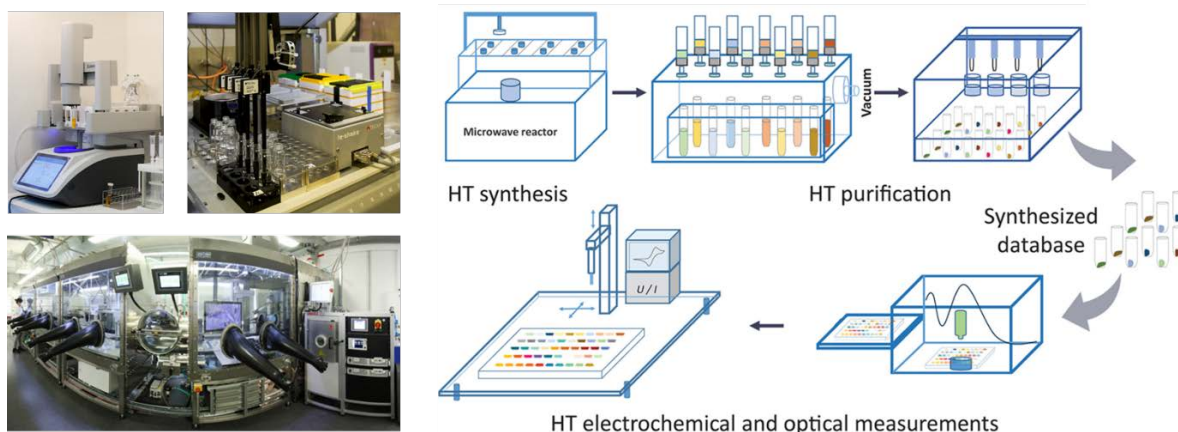 Microwave reactor
Vacuum
HT synthesis
HT purification
Synthesized
database
U/I
HT electrochemical and optical measurements